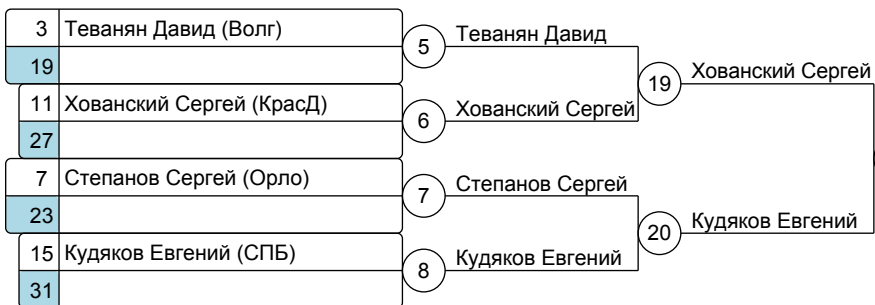 3 Теванян Давид (Волг)
19
5 Теванян Давид
11 Хованский Сергей (КрасД)
27
6 Хованский Сергей
19 Хованский Сергей
7 Степанов Сергей (Орло)
23
7 Степанов Сергей
15 Кудяков Евгений (СПБ)
31
8 Кудяков Евгений
20 Кудяков Евгений